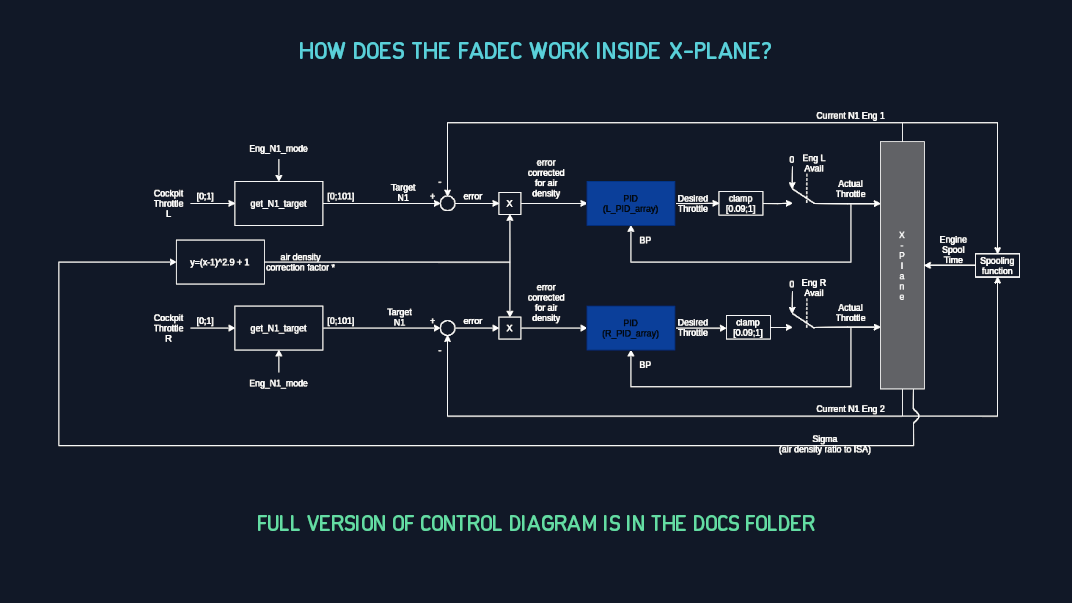 HOW DOES THE FADEC WORK INSIDE X-PLANE?
Current N1 Eng 1
Eng_N1_mode
Cockpit
Throttle
L
[0;1]
get_N1_target
[0;101]
Target
N1
+
-
error
X
error
corrected
for air
density
PID
(L_PID_array)
BP
Desired
Throttle
clamp
[0.09;1]
0
Eng L
Avail
Actual
Throttle
X
-
P
l
a
n
e
Engine
Spool
Time
Spooling
function
y=(x-1)^2.9 + 1
air density
correction factor *
Cockpit
Throttle
R
[0;1]
get_N1_target
[0;101]
Target
N1
+
-
error
X
error
corrected
for air
density
PID
(R_PID_array)
BP
Desired
Throttle
clamp
[0.09;1]
0
Eng R
Avail
Actual
Throttle
Eng_N1_mode
Current N1 Eng 2
Sigma
(air density ratio to ISA)
FULL VERSION OF CONTROL DIAGRAM IS IN THE DOCS FOLDER